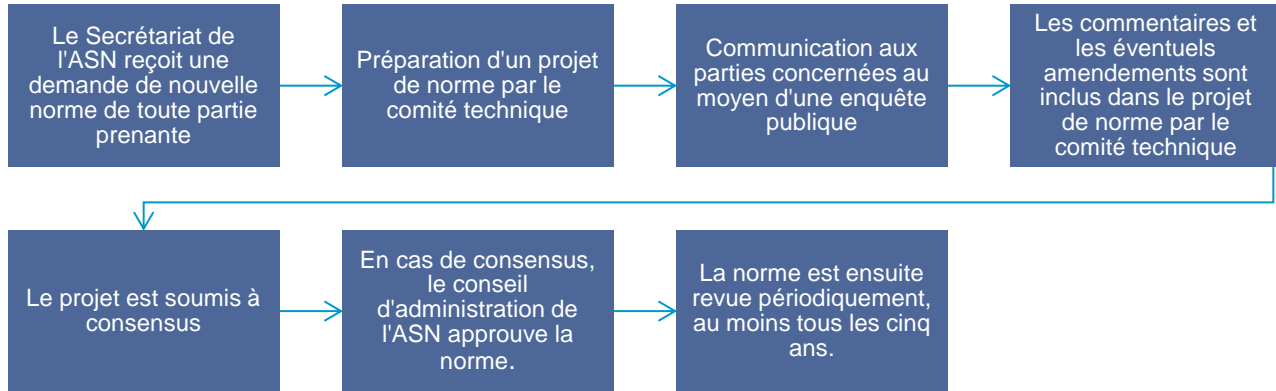 Le Secrétariat de
l'ASN reçoit une
demande de nouvelle
norme de toute partie
prenante
Préparation d'un projet
de norme par le
comité technique
Communication aux
parties concernées au
moyen d'une enquête
publique
Les commentaires et
les éventuels
amendements sont
inclus dans le projet
de norme par le
comité technique
Le projet est soumis à
consensus
En cas de consensus,
le conseil
d'administration de
l'ASN approuve la
norme.
La norme est ensuite
revue périodiquement,
au moins tous les cinq
ans.